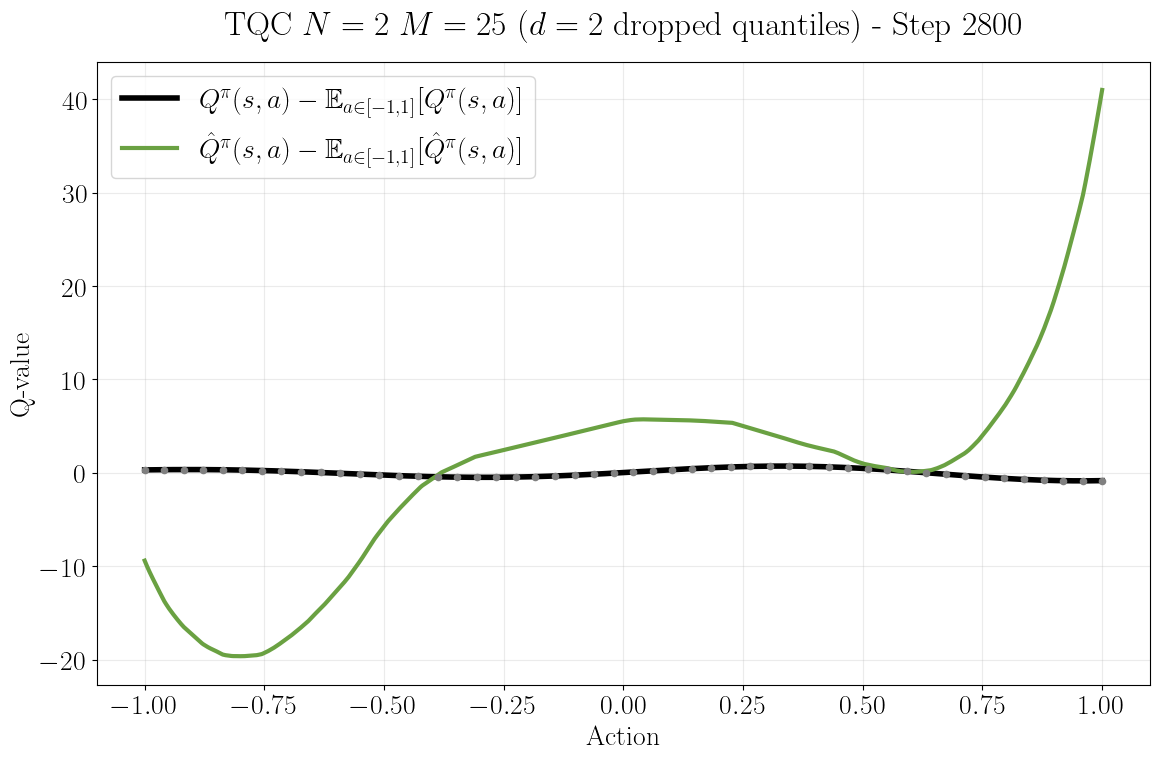 TQC N = 2 M = 25 (d = 2 dropped quantiles) - Step 2800
Q^π(s, a) − 𝔼_{a∈[−1,1]}[Q^π(s, a)]
Q̂^π(s, a) − 𝔼_{a∈[−1,1]}[Q̂^π(s, a)]
40
30
20
10
0
−10
−20
Q-value
−1.00 −0.75 −0.50 −0.25 0.00 0.25 0.50 0.75 1.00
Action